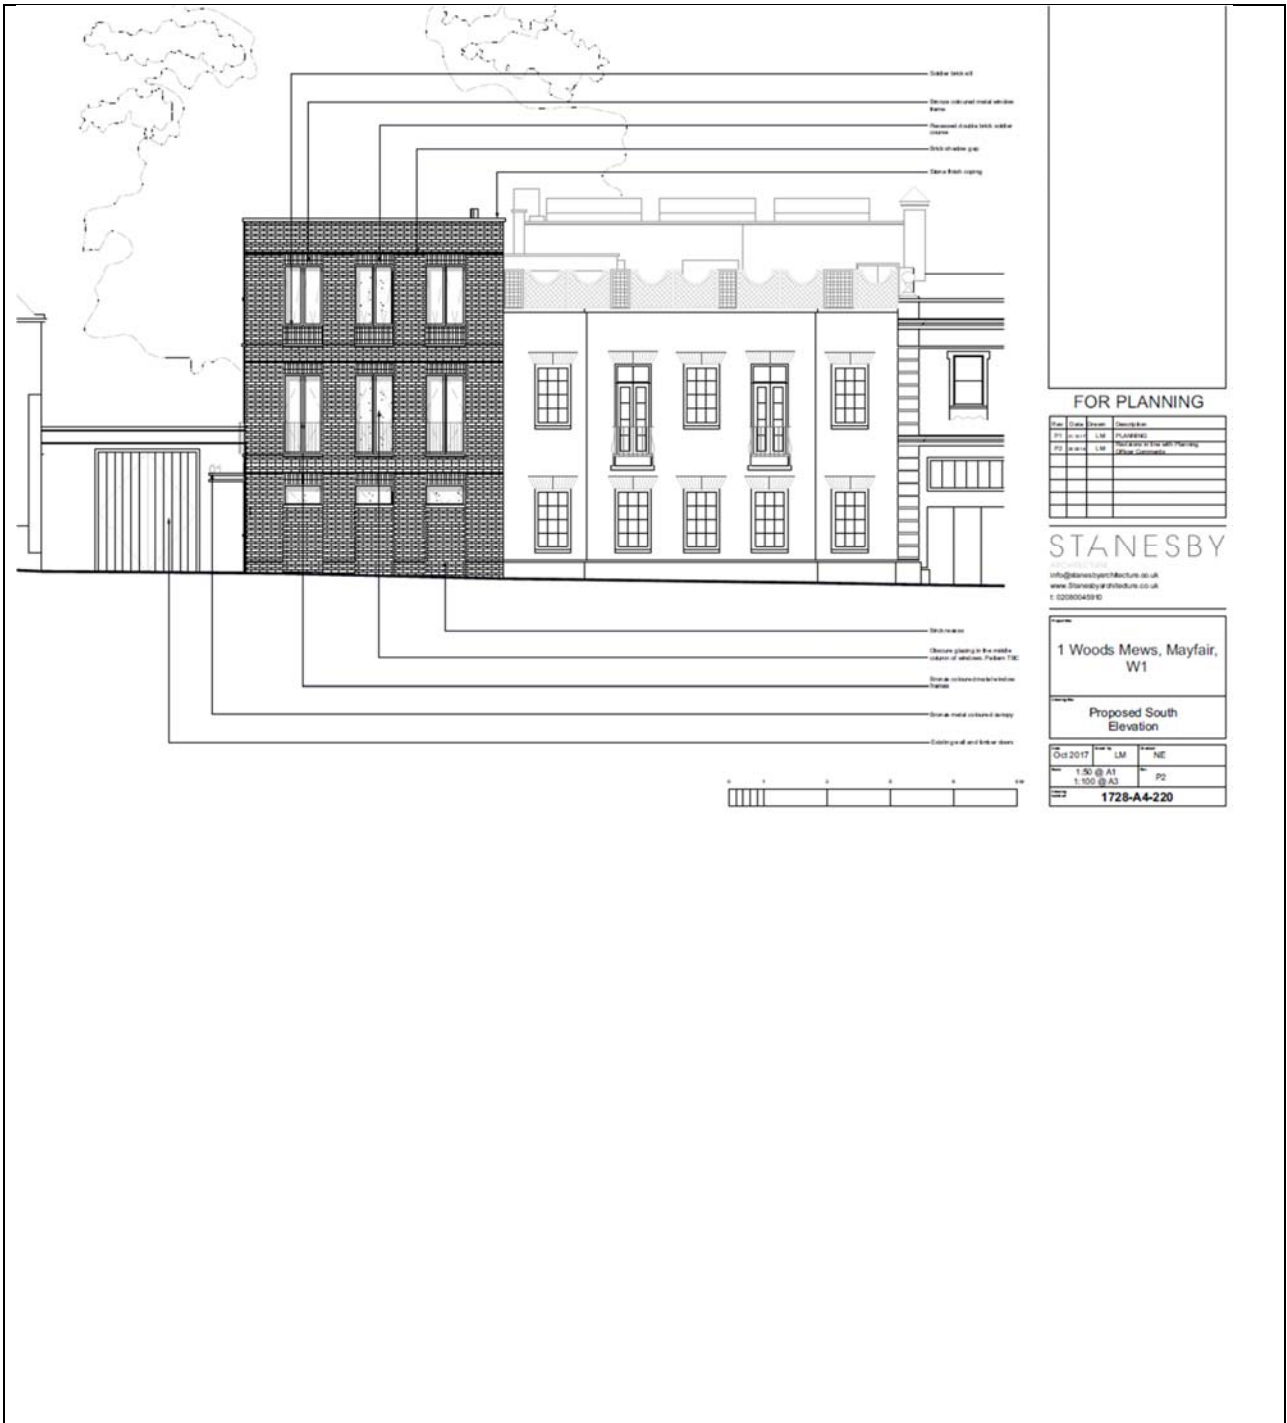 Soldier brick sill
Bronze coloured metal window
frame
Recessed double brick soldier
course
Brick shadow gap
Stone finish coping
01
Brick recess
Obscure glazing in the middle
column of windows. Pattern TBC
Bronze coloured metal window
frames
Bronze metal coloured canopy
Existing wall and timber doors
FOR PLANNING
Rev Date Drawn Description
P1 LM PLANNING
P2 LM Revisions in line with Planning
Officer Comments
STANESBY
ARCHITECTURE
info@stanesbyarchitecture.co.uk
www.Stanesbyarchitecture.co.uk
t: 02080045910
1 Woods Mews, Mayfair,
W1
Proposed South
Elevation
Oct 2017 LM NE
1:50 @ A1
1:100 @ A3
P2
1728-A4-220